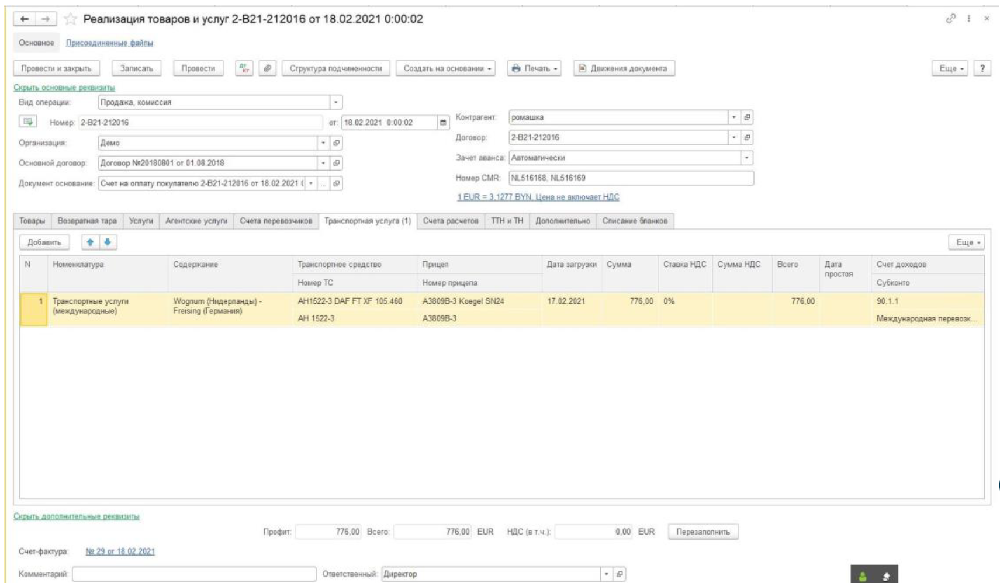 Реализация товаров и услуг 2-B21-212016 от 18.02.2021 0:00:02
Основное Присоединенные файлы
Провести и закрыть Записать Провести Дт Кт Структура подчиненности Создать на основании Печать Движения документа Еще ?
Скрыть основные реквизиты
Вид операции: Продажа, комиссия
Номер: 2-B21-212016 от: 18.02.2021 0:00:02 Контрагент: ромашка
Организация: Демо Договор: 2-B21-212016
Основной договор: Договор №20180801 от 01.08.2018 Зачет аванса: Автоматически
Документ основание: Счет на оплату покупателю 2-B21-212016 от 18.02.2021 ( ... Номер CMR: NL516168, NL516169
1 EUR = 3,1277 BYN, Цена не включает НДС
Товары Возвратная тара Услуги Агентские услуги Счета перевозчиков Транспортная услуга (1) Счета расчетов ТТН и ТН Дополнительно Списание бланков
Добавить Еще
N Номенклатура Содержание Транспортное средство Прицеп Дата загрузки Сумма Ставка НДС Сумма НДС Всего Дата простоя Счет доходов
Номер ТС Номер прицепа Субконто
1 Транспортные услуги Wognum (Нидерланды) - AH1522-3 DAF FT XF 105.460 A3809B-3 Koegel SN24 17.02.2021 776,00 0% 776,00 90.1.1
(международные) Freising (Германия) AH 1522-3 A3809B-3 Международная перевозк...
Скрыть дополнительные реквизиты
Профит: 776,00 Всего: 776,00 EUR НДС (в т.ч.): 0,00 EUR Перезаполнить
Счет-фактура: № 29 от 18.02.2021
Комментарий: Ответственный: Директор